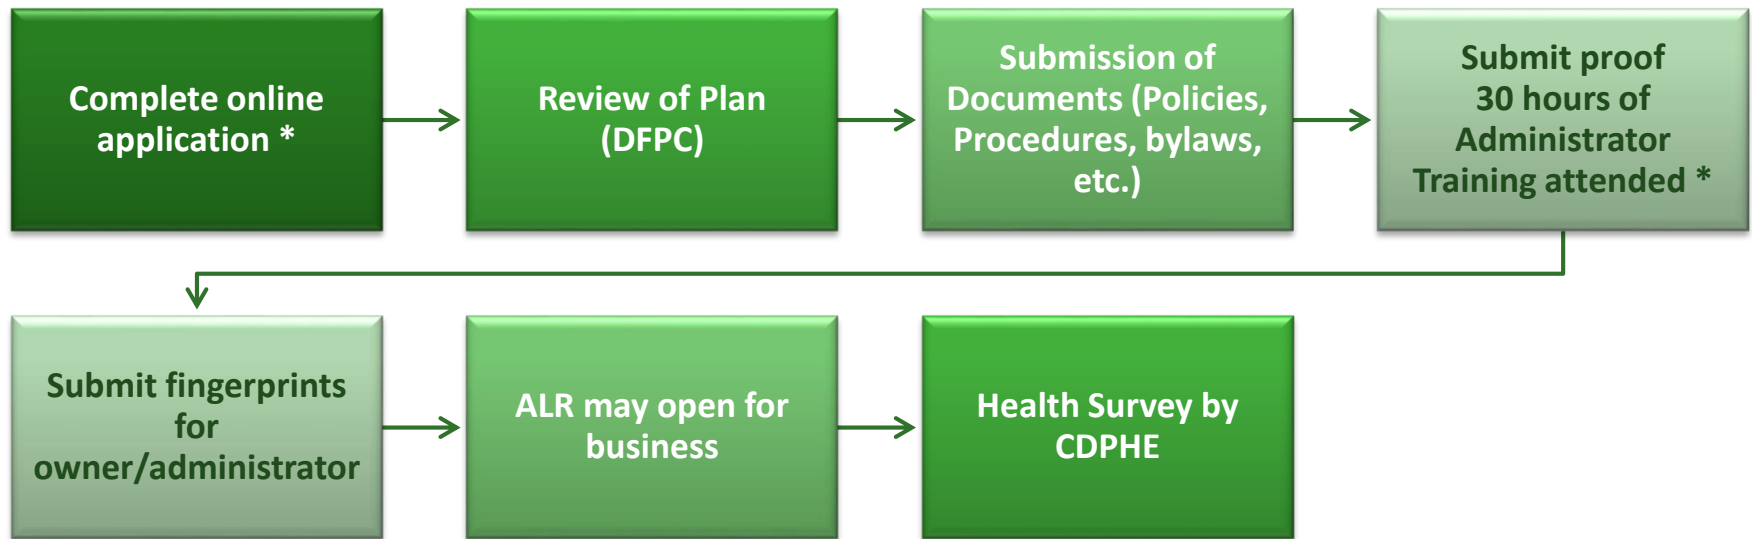 Complete online
application *
Review of Plan
(DFPC)
Submission of
Documents (Policies,
Procedures, bylaws,
etc.)
Submit proof
30 hours of
Administrator
Training attended *
Submit fingerprints
for
owner/administrator
ALR may open for
business
Health Survey by
CDPHE